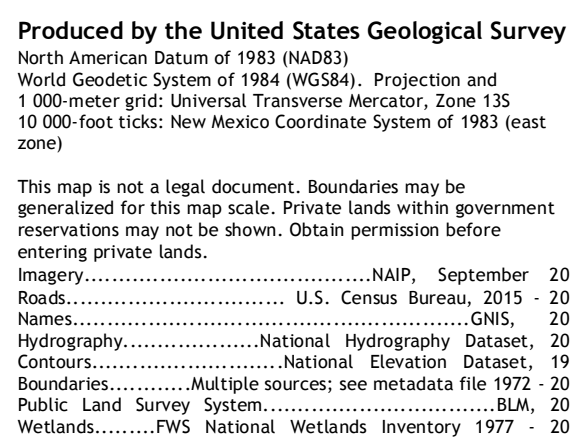 Produced by the United States Geological Survey
North American Datum of 1983 (NAD83)
World Geodetic System of 1984 (WGS84). Projection and
1 000-meter grid: Universal Transverse Mercator, Zone 13S
10 000-foot ticks: New Mexico Coordinate System of 1983 (east
zone)
This map is not a legal document. Boundaries may be
generalized for this map scale. Private lands within government
reservations may not be shown. Obtain permission before
entering private lands.
Imagery..........................................NAIP, September 20
Roads................................ U.S. Census Bureau, 2015 - 20
Names..........................................................GNIS, 20
Hydrography....................National Hydrography Dataset, 20
Contours............................National Elevation Dataset, 19
Boundaries...........Multiple sources; see metadata file 1972 - 20
Public Land Survey System..................................BLM, 20
Wetlands.........FWS National Wetlands Inventory 1977 - 20